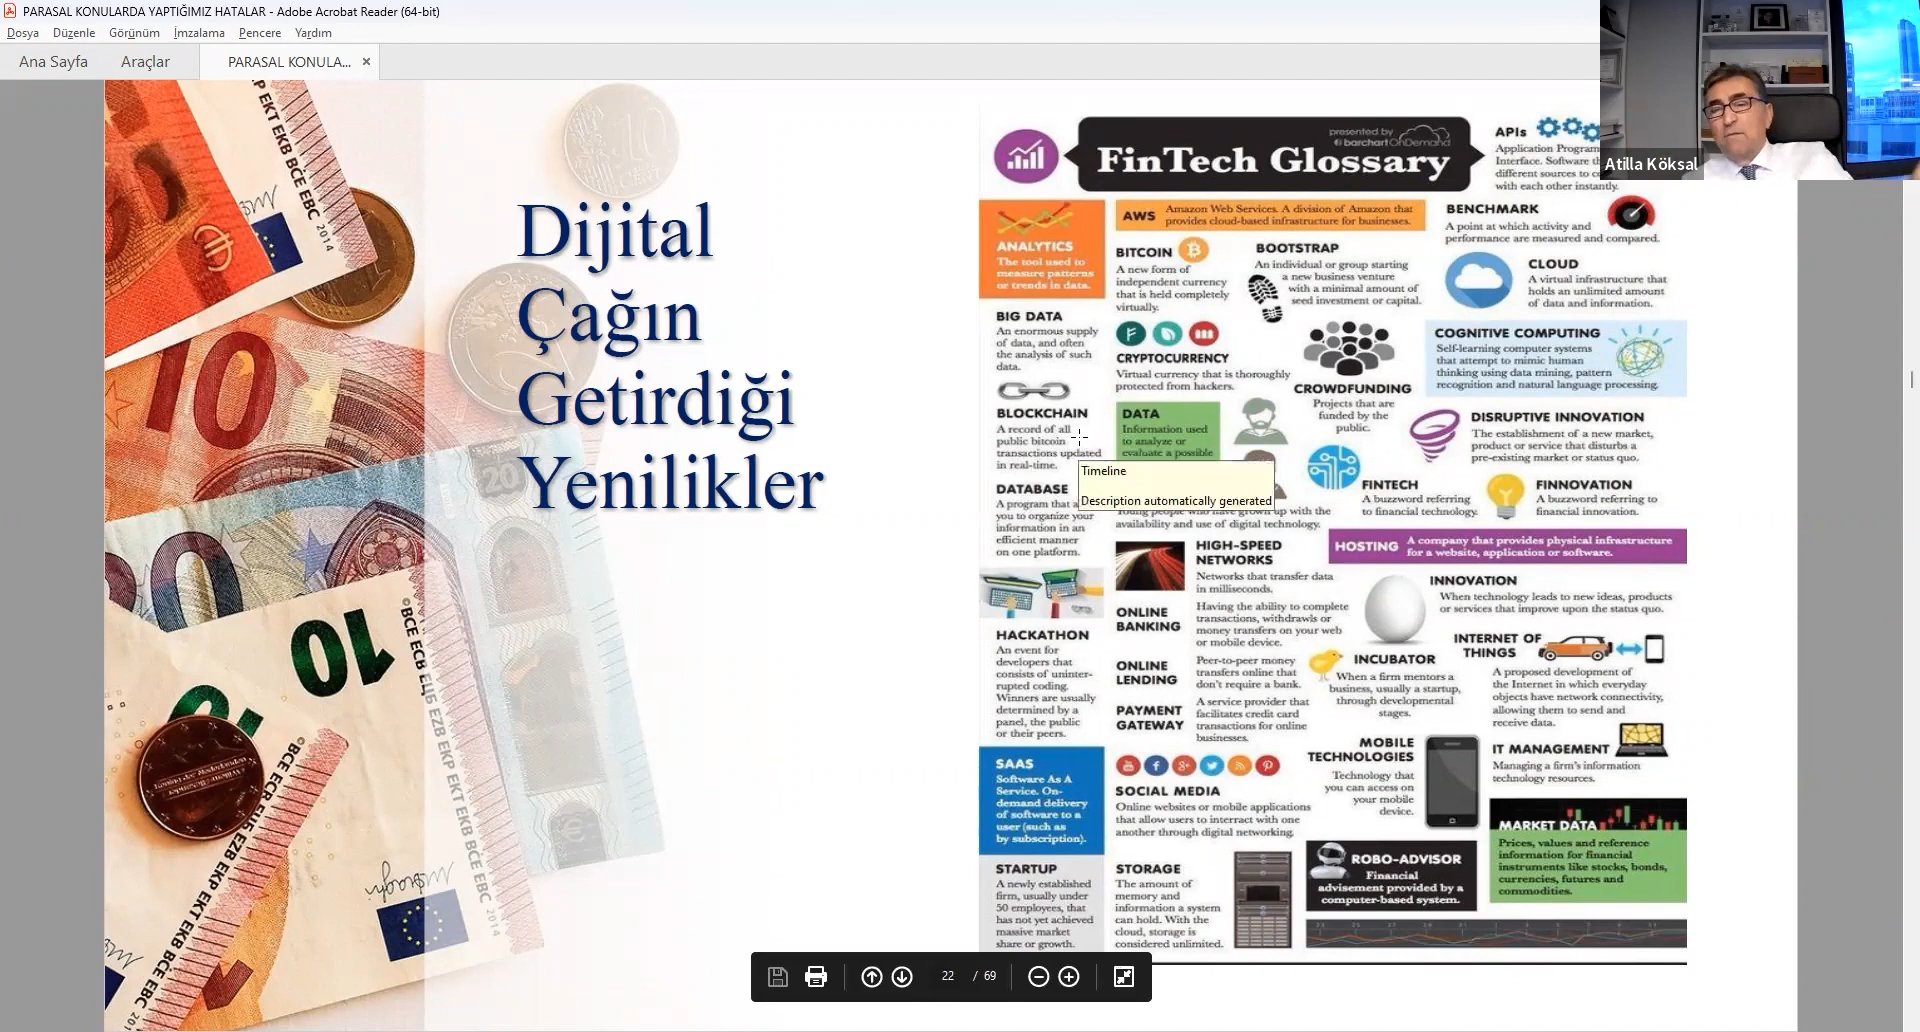 PARASAL KONULARDA YAPTIĞIMIZ HATALAR - Adobe Acrobat Reader (64-bit)
Dosya Düzenle Görünüm İmzalama Pencere Yardım
Ana Sayfa Araçlar PARASAL KONULA... ×
Atilla Köksal
Dijital
Çağın
Getirdiği
Yenilikler
presented by
barchartOnDemand
FinTech Glossary
APIs
Application Program
Interface. Software
different sources to
with each other instantly.
ANALYTICS
The tool used to
measure patterns
or trends in data.
AWS
Amazon Web Services. A division of Amazon that
provides cloud-based infrastructure for businesses.
BENCHMARK
A point at which activity and
performance are measured and compared.
BITCOIN
A new form of
independent currency
that is held completely
virtually.
BOOTSTRAP
An individual or group starting
a new business venture
with a minimal amount of
seed investment or capital.
CLOUD
A virtual infrastructure that
holds an unlimited amount
of data and information.
BIG DATA
An enormous supply
of data, and often
the analysis of such
data.
CRYPTOCURRENCY
Virtual currency that is thoroughly
protected from hackers.
CROWDFUNDING
Projects that are
funded by the
public.
COGNITIVE COMPUTING
Self-learning computer systems
that attempt to mimic human
thinking using data mining, pattern
recognition and natural language processing.
BLOCKCHAIN
A record of all
public bitcoin
transactions updated
in real-time.
DATA
Information used
to analyze or
evaluate a possible
Timeline
Description automatically generated
DISRUPTIVE INNOVATION
The establishment of a new market,
product or service that disturbs a
pre-existing market or status quo.
DATABASE
A program that
you to organize your
information in an
efficient manner
on one platform.
Young people who have grown up with the
availability and use of digital technology.
FINTECH
A buzzword referring
to financial technology.
FINNOVATION
A buzzword referring to
financial innovation.
HIGH-SPEED
NETWORKS
Networks that transfer data
in milliseconds.
HOSTING
A company that provides physical infrastructure
for a website, application or software.
INNOVATION
When technology leads to new ideas, products
or services that improve upon the status quo.
ONLINE
BANKING
Having the ability to complete
transactions, withdrawls or
money transfers on your web
or mobile device.
HACKATHON
An event for
developers that
consists of uninter-
rupted coding.
Winners are usually
determined by a
panel, the public
or their peers.
ONLINE
LENDING
Peer-to-peer money
transfers online that
don't require a bank.
INCUBATOR
When a firm mentors a
business, usually a startup,
through developmental
stages.
INTERNET OF
THINGS
A proposed development of
the Internet in which everyday
objects have network connectivity,
allowing them to send and
receive data.
PAYMENT
GATEWAY
A service provider that
facilitates credit card
transactions for online
businesses.
MOBILE
TECHNOLOGIES
Technology that
you can access on
your mobile
device.
IT MANAGEMENT
Managing a firm's information
technology resources.
SAAS
Software As A
Service. On-
demand delivery
of software to a
user (such as
by subscription).
SOCIAL MEDIA
Online websites or mobile applications
that allow users to interract with one
another through digital networking.
MARKET DATA
Prices, values and reference
information for financial
instruments like stocks, bonds,
currencies, futures and
commodities.
STARTUP
A newly established
firm, usually under
50 employees, that
has not yet achieved
massive market
share or growth.
STORAGE
The amount of
memory and
information a system
can hold. With the
cloud, storage is
considered unlimited.
ROBO-ADVISOR
Financial
advisement provided by a
computer-based system.
22 / 69